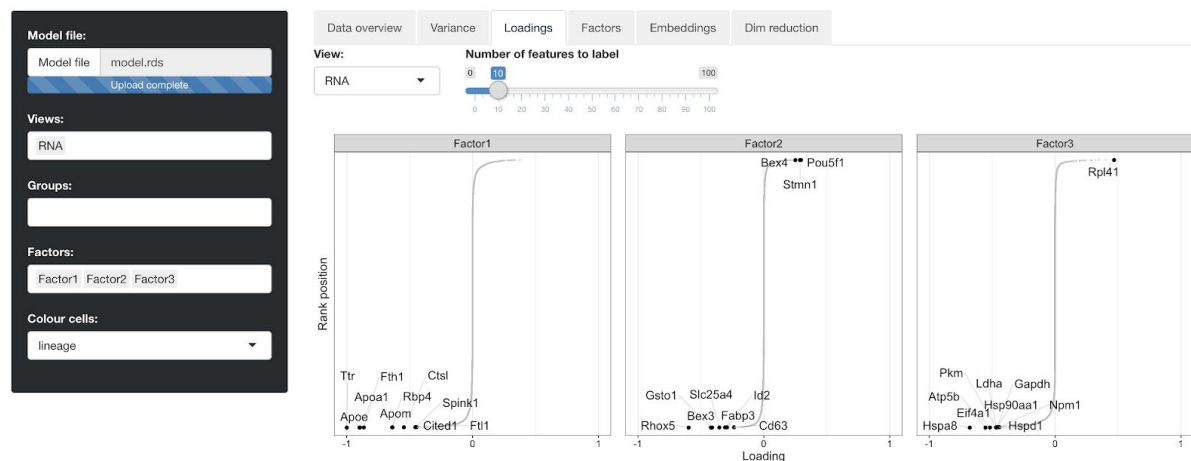 Model file:
Model file model.rds
Upload complete
Views:
RNA
Groups:
Factors:
Factor1 Factor2 Factor3
Colour cells:
lineage
Data overview Variance Loadings Factors Embeddings Dim reduction
View:
RNA
Number of features to label
0 10 100
0 10 20 30 40 50 60 70 80 90 100
Rank position
Factor1
Ttr Fth1 Ctsl
Apoa1 Rbp4
Spink1
Apoe Apom
Cited1 Ftl1
-1 0 1
Factor2
Bex4 Pou5f1
Stmn1
Gsto1 Slc25a4 Id2
Bex3 Fabp3
Rhox5 Cd63
-1 0 1
Factor3
Rpl41
Pkm
Ldha Gapdh
Atp5b
Hsp90aa1 Npm1
Eif4a1
Hspa8 Hspd1
-1 0 1
Loading